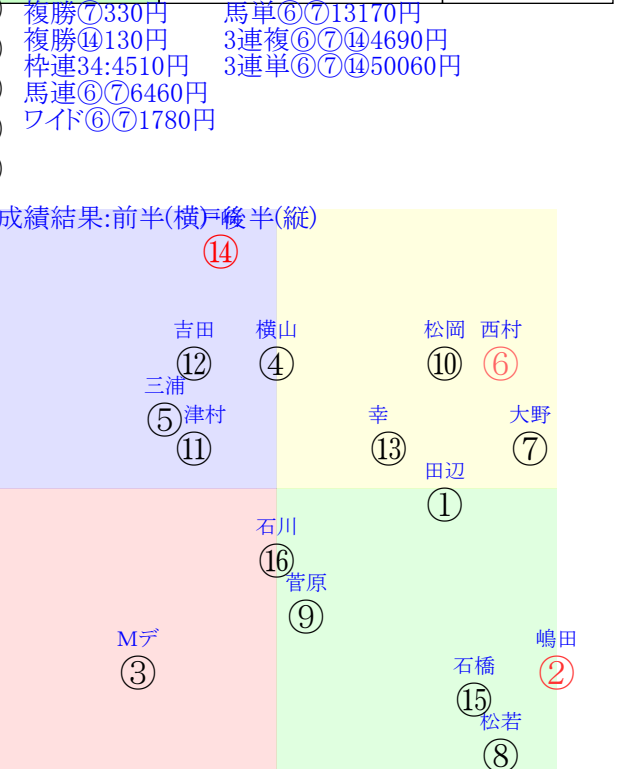 複勝⑦330円 馬単⑥⑦13170円
複勝⑭130円 3連複⑥⑦⑭4690円
枠連34:4510円 3連単⑥⑦⑭50060円
馬連⑥⑦6460円
ワイド⑥⑦1780円
成績結果:前半(横)-後半(縦)
⑭
吉田 横山 松岡 西村
⑫ ④ ⑩ ⑥
三浦
⑤ 津村 幸 大野
⑪ ⑬ ⑦
田辺
①
石川
⑯
菅原
⑨
Mデ 嶋田
③ ②
石橋
⑮
松若
⑧